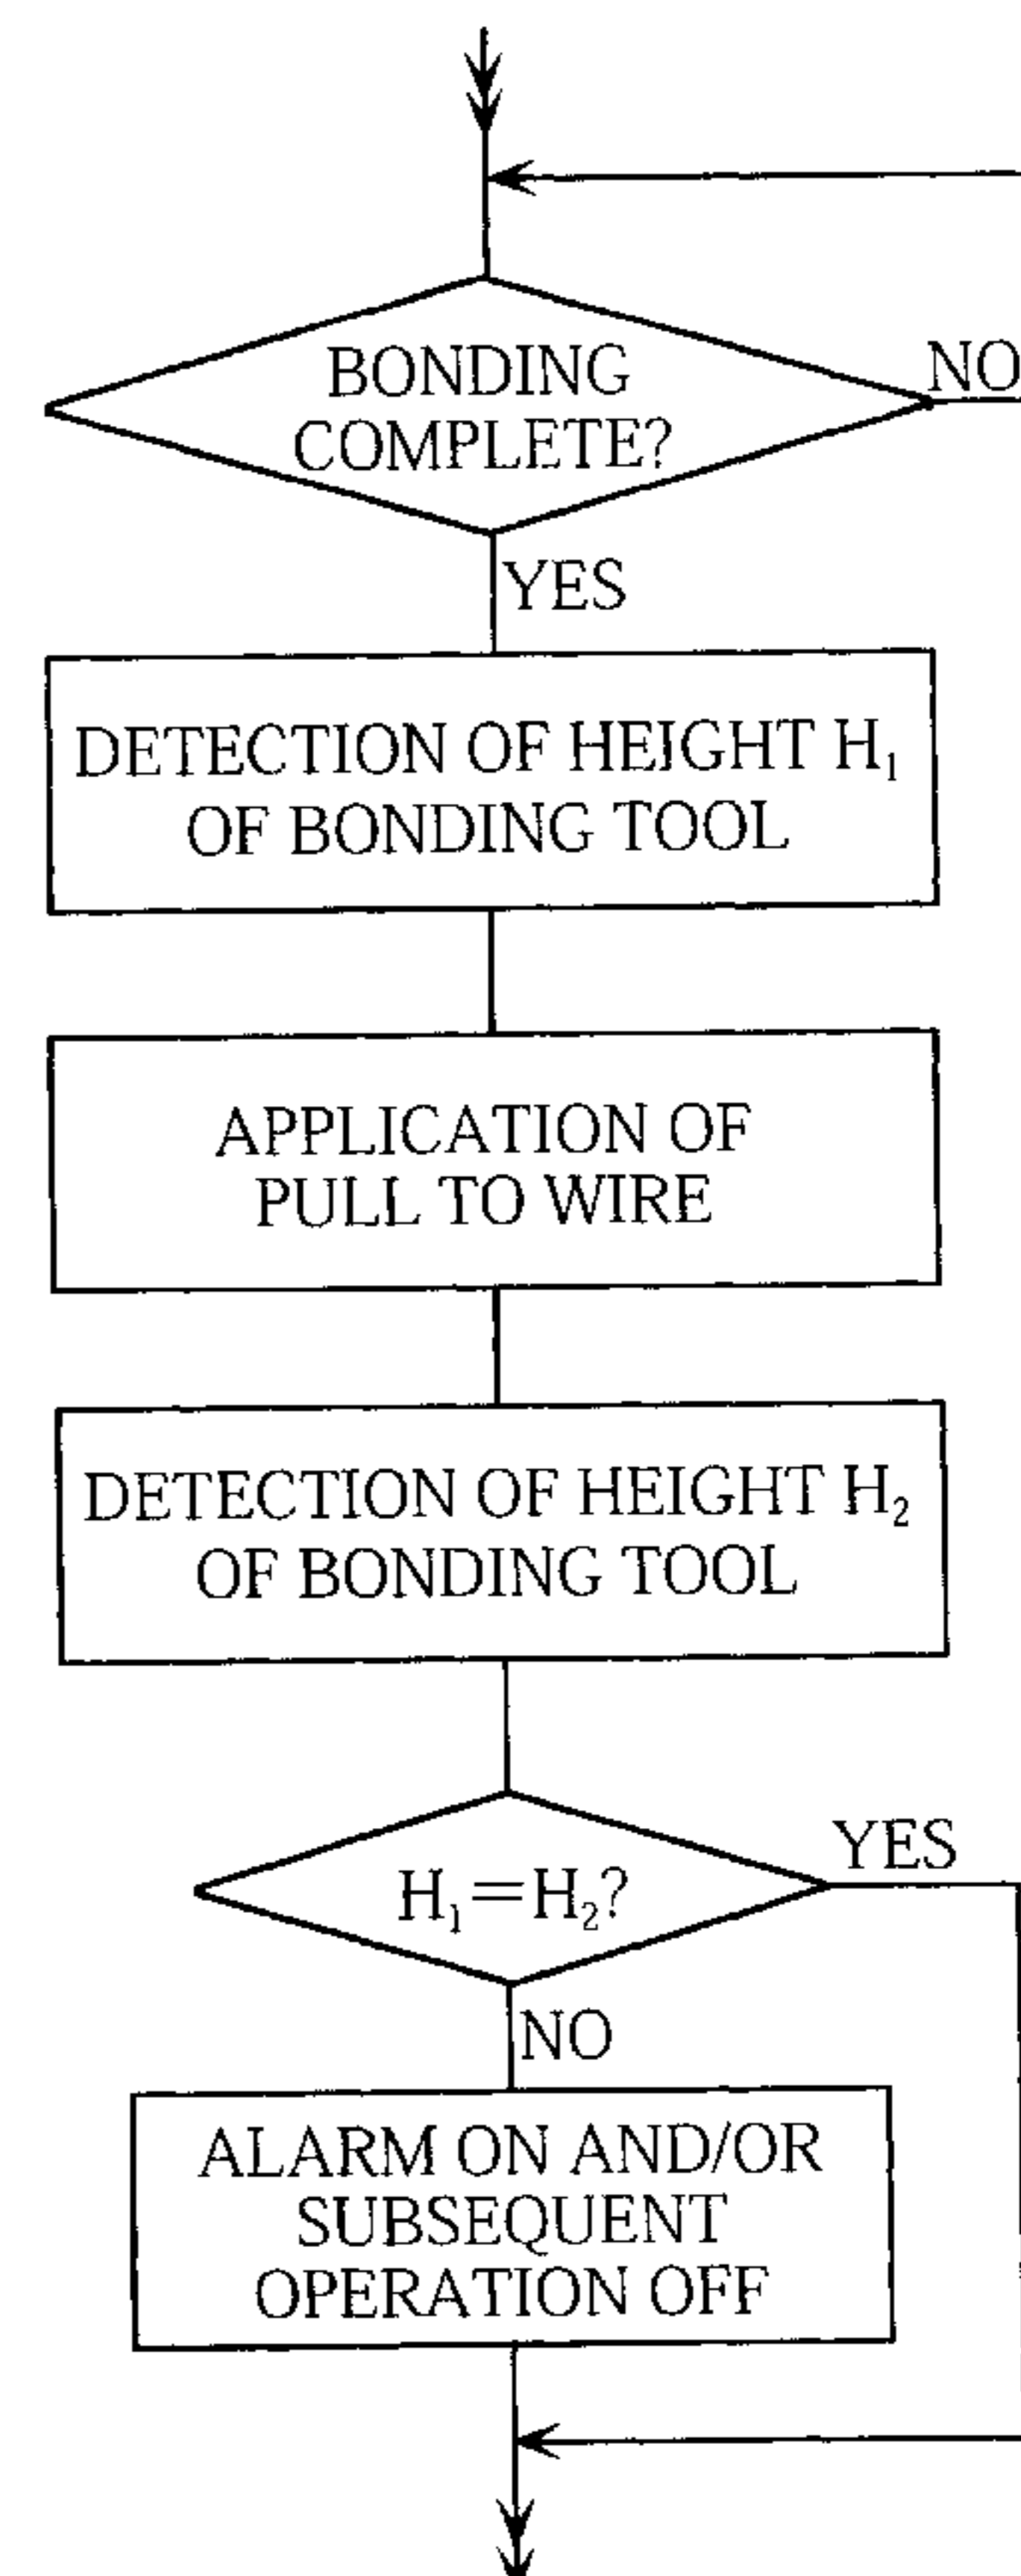 BONDING
COMPLETE?
NO
YES
DETECTION OF HEIGHT H₁
OF BONDING TOOL
APPLICATION OF
PULL TO WIRE
DETECTION OF HEIGHT H₂
OF BONDING TOOL
H₁=H₂?
YES
NO
ALARM ON AND/OR
SUBSEQUENT
OPERATION OFF